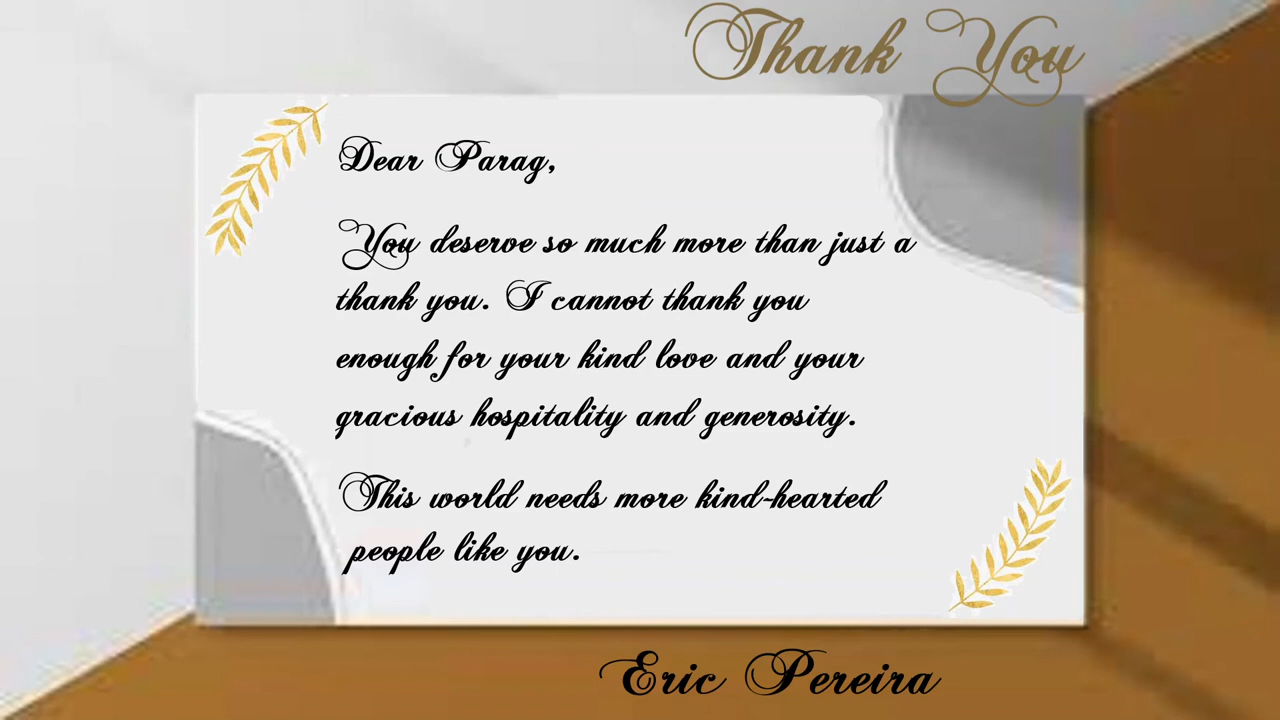 Thank You
Dear Parag,
You deserve so much more than just a
thank you. I cannot thank you
enough for your kind love and your
gracious hospitality and generosity.
This world needs more kind-hearted
people like you.
Eric Pereira